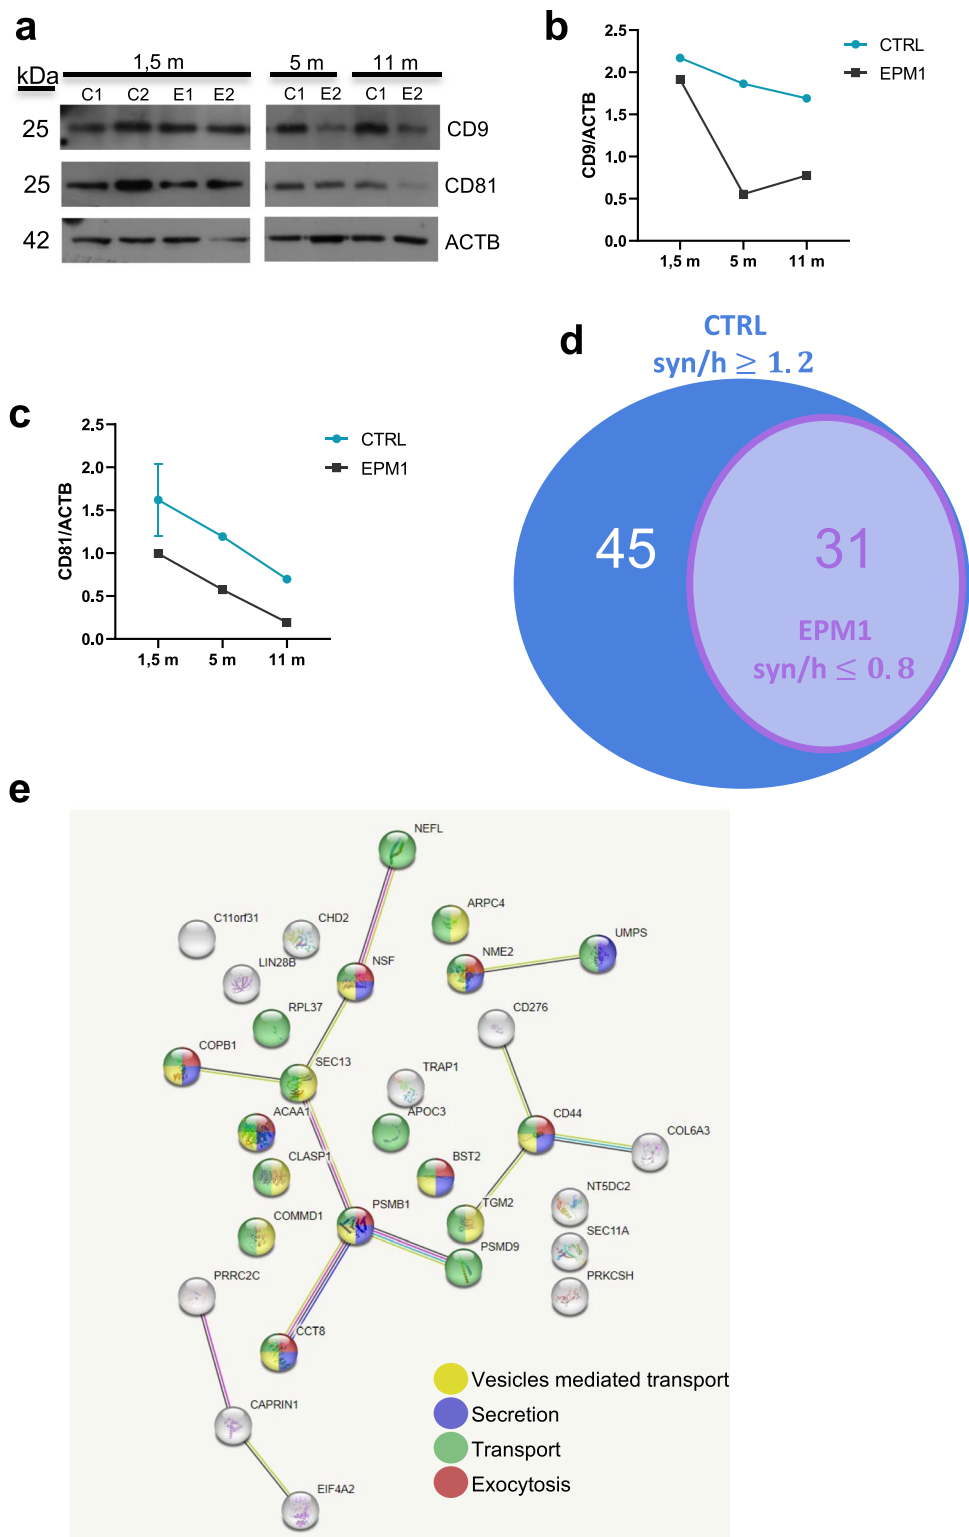 a
kDa
1,5 m
5 m
11 m
C1 C2 E1 E2
C1 E2 C1 E2
25
CD9
25
CD81
42
ACTB
b
CD9/ACTB
2.5
2.0
1.5
1.0
0.5
0.0
1,5 m
5 m
11 m
CTRL
EPM1
c
CD81/ACTB
2.5
2.0
1.5
1.0
0.5
0.0
1,5 m
5 m
11 m
CTRL
EPM1
d
CTRL
syn/h ≥ 1.2
45
31
EPM1
syn/h ≤ 0.8
e
NEFL
ARPC4
C11orf31
CHD2
UMPS
NME2
NSF
LIN28B
CD276
RPL37
COPB1
SEC13
TRAP1
ACAA1
APOC3
CD44
COL6A3
CLASP1
BST2
NT5DC2
COMMD1
PSMB1
TGM2
SEC11A
PSMD9
PRKCSH
PRRC2C
CCT8
CAPRIN1
EIF4A2
Vesicles mediated transport
Secretion
Transport
Exocytosis